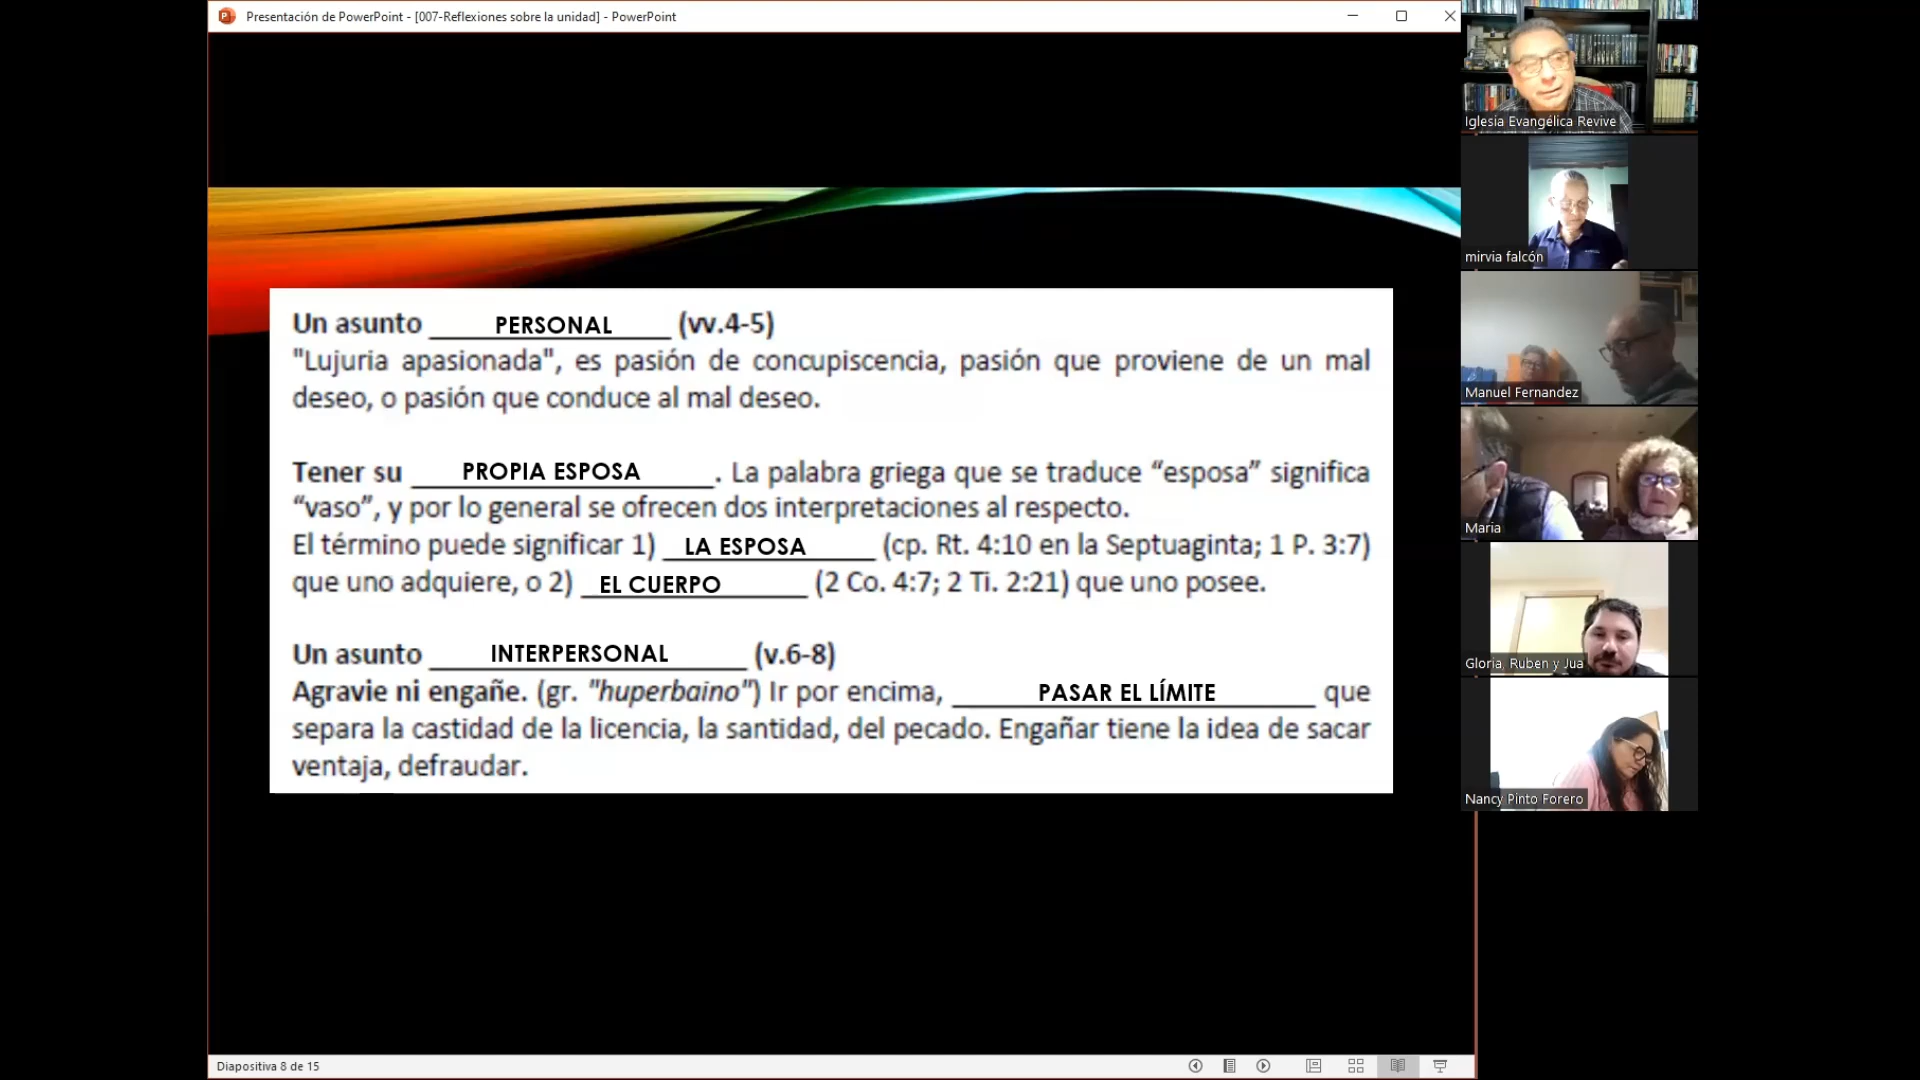 Presentación de PowerPoint - [007-Reflexiones sobre la unidad] - PowerPoint
Un asunto PERSONAL (vv.4-5)
"Lujuria apasionada", es pasión de concupiscencia, pasión que proviene de un mal
deseo, o pasión que conduce al mal deseo.
Tener su PROPIA ESPOSA. La palabra griega que se traduce “esposa” significa
“vaso”, y por lo general se ofrecen dos interpretaciones al respecto.
El término puede significar 1) LA ESPOSA (cp. Rt. 4:10 en la Septuaginta; 1 P. 3:7)
que uno adquiere, o 2) EL CUERPO (2 Co. 4:7; 2 Ti. 2:21) que uno posee.
Un asunto INTERPERSONAL (v.6-8)
Agravie ni engañe. (gr. "huperbaino") Ir por encima, PASAR EL LÍMITE que
separa la castidad de la licencia, la santidad, del pecado. Engañar tiene la idea de sacar
ventaja, defraudar.
Diapositiva 8 de 15
Iglesia Evangélica Revive
mirvia falcón
Manuel Fernandez
Maria
Gloria, Ruben y Jua
Nancy Pinto Forero